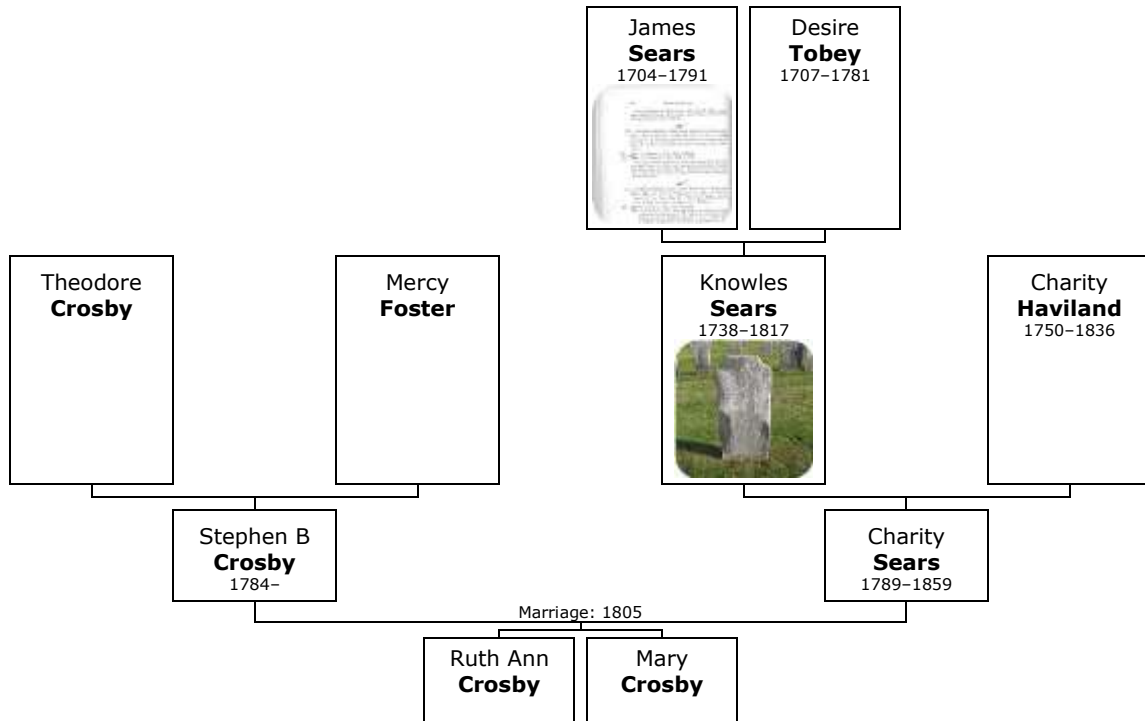 James
Sears
1704–1791
Desire
Tobey
1707–1781
Theodore
Crosby
Mercy
Foster
Knowles
Sears
1738–1817
Charity
Haviland
1750–1836
Stephen B
Crosby
1784–
Charity
Sears
1789–1859
Marriage: 1805
Ruth Ann
Crosby
Mary
Crosby